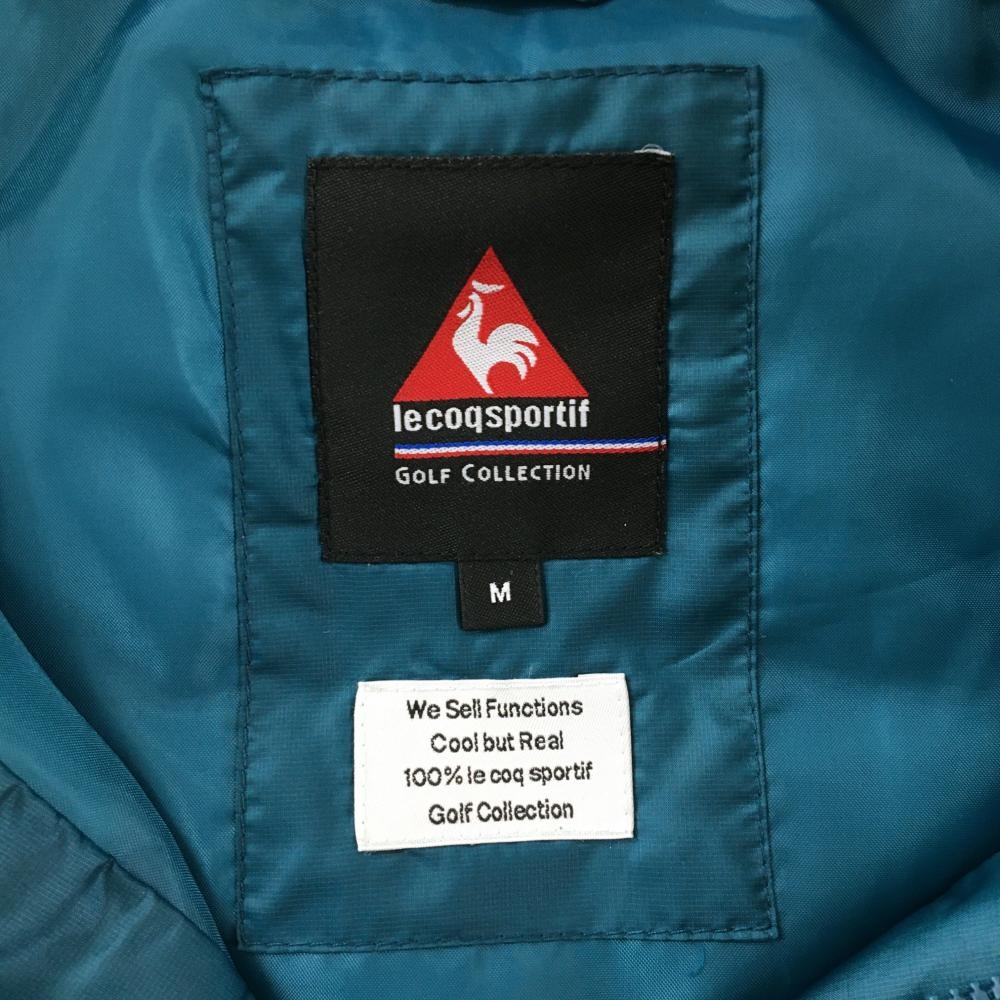 lecoqsportif
GOLF COLLECTION
M
We Sell Functions
Cool but Real
100% le coq sportif
Golf Collection